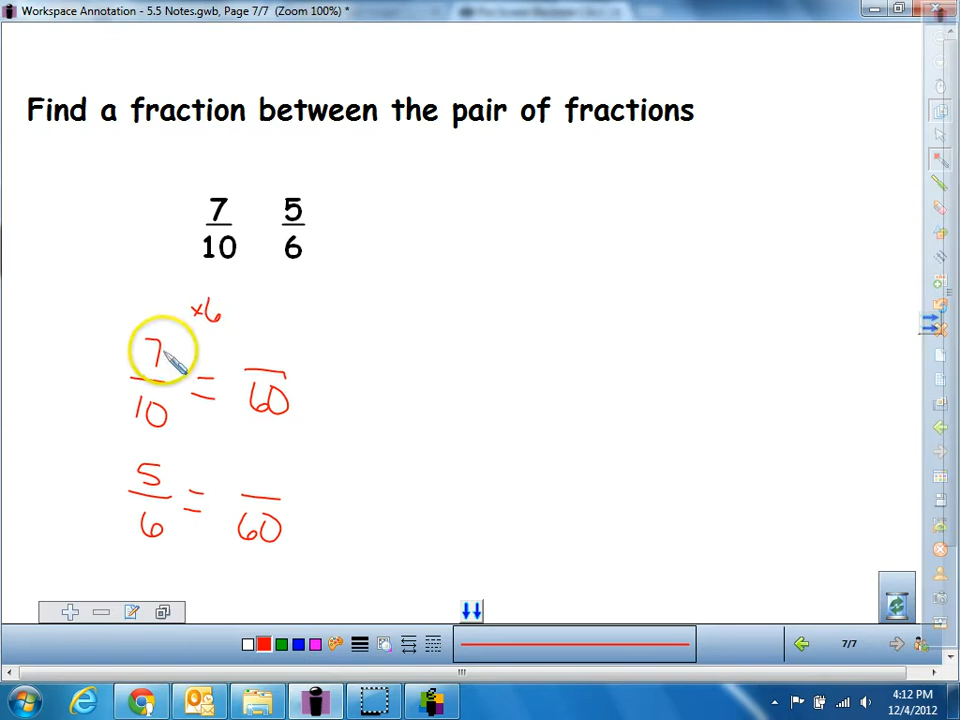 Workspace Annotation - 5.5 Notes.gwb, Page 7/7 (Zoom 100%) *
Find a fraction between the pair of fractions
7 5
10 6
×6
7
10 = 60
5
6 = 60
7/7
4:12 PM
12/4/2012